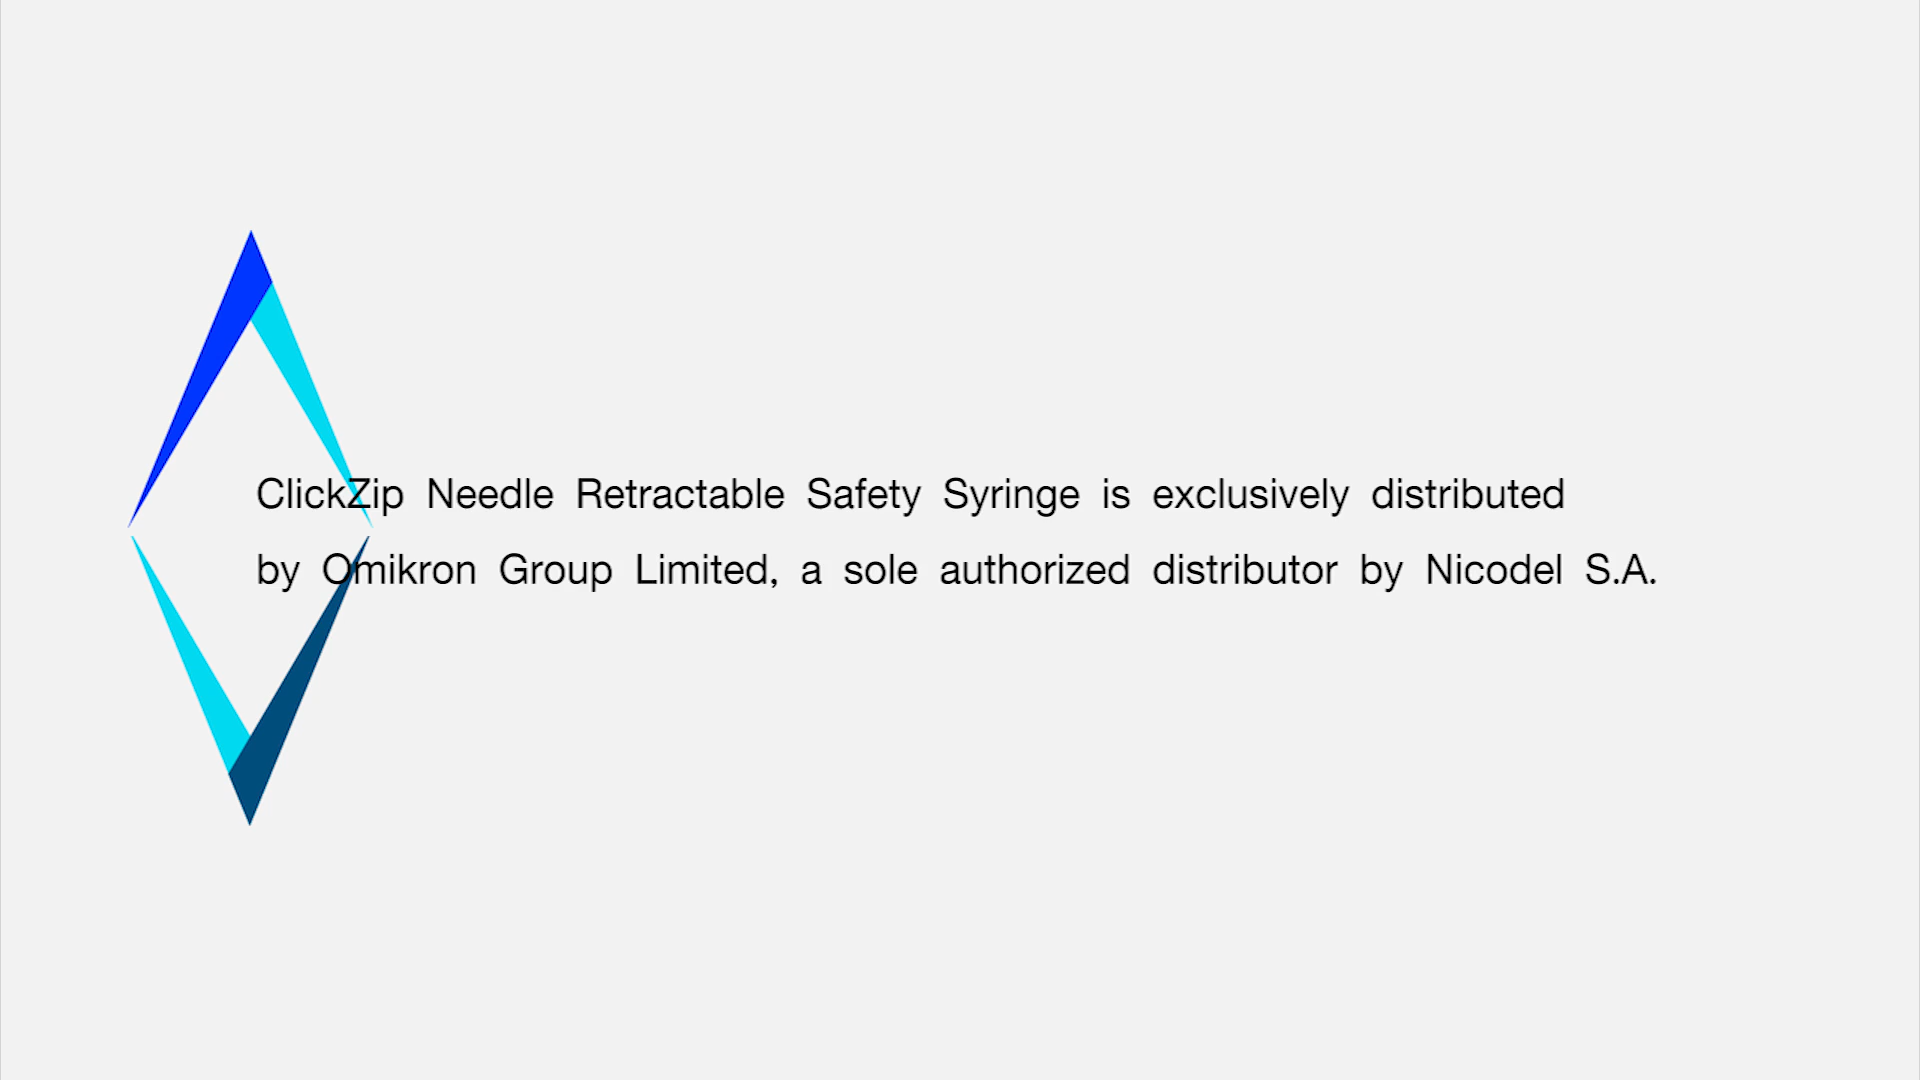 ClickZip Needle Retractable Safety Syringe is exclusively distributed
by Omikron Group Limited, a sole authorized distributor by Nicodel S.A.